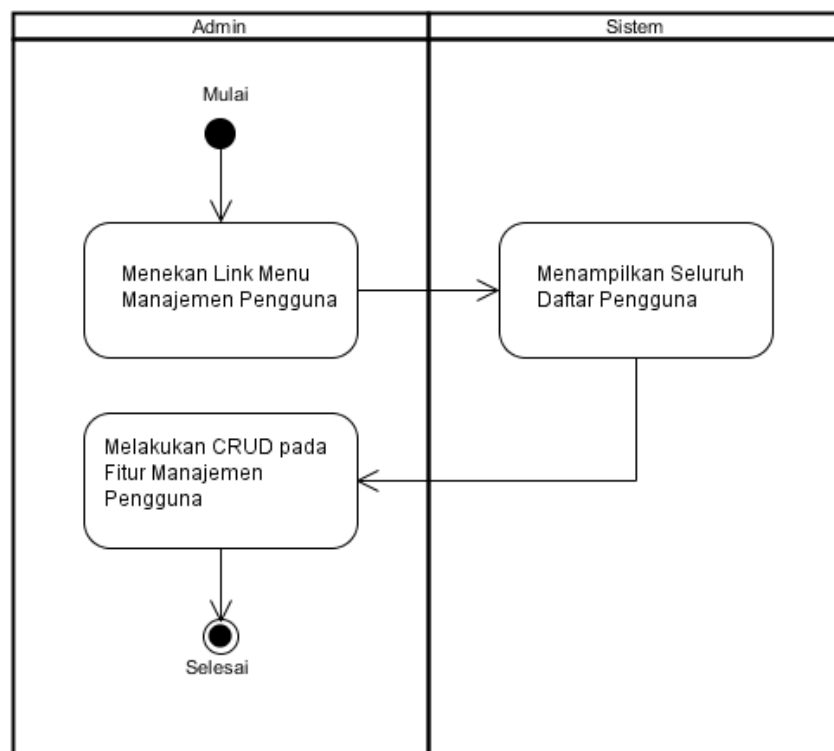 Admin
Sistem
Mulai
Menekan Link Menu
Manajemen Pengguna
Menampilkan Seluruh
Daftar Pengguna
Melakukan CRUD pada
Fitur Manajemen
Pengguna
Selesai